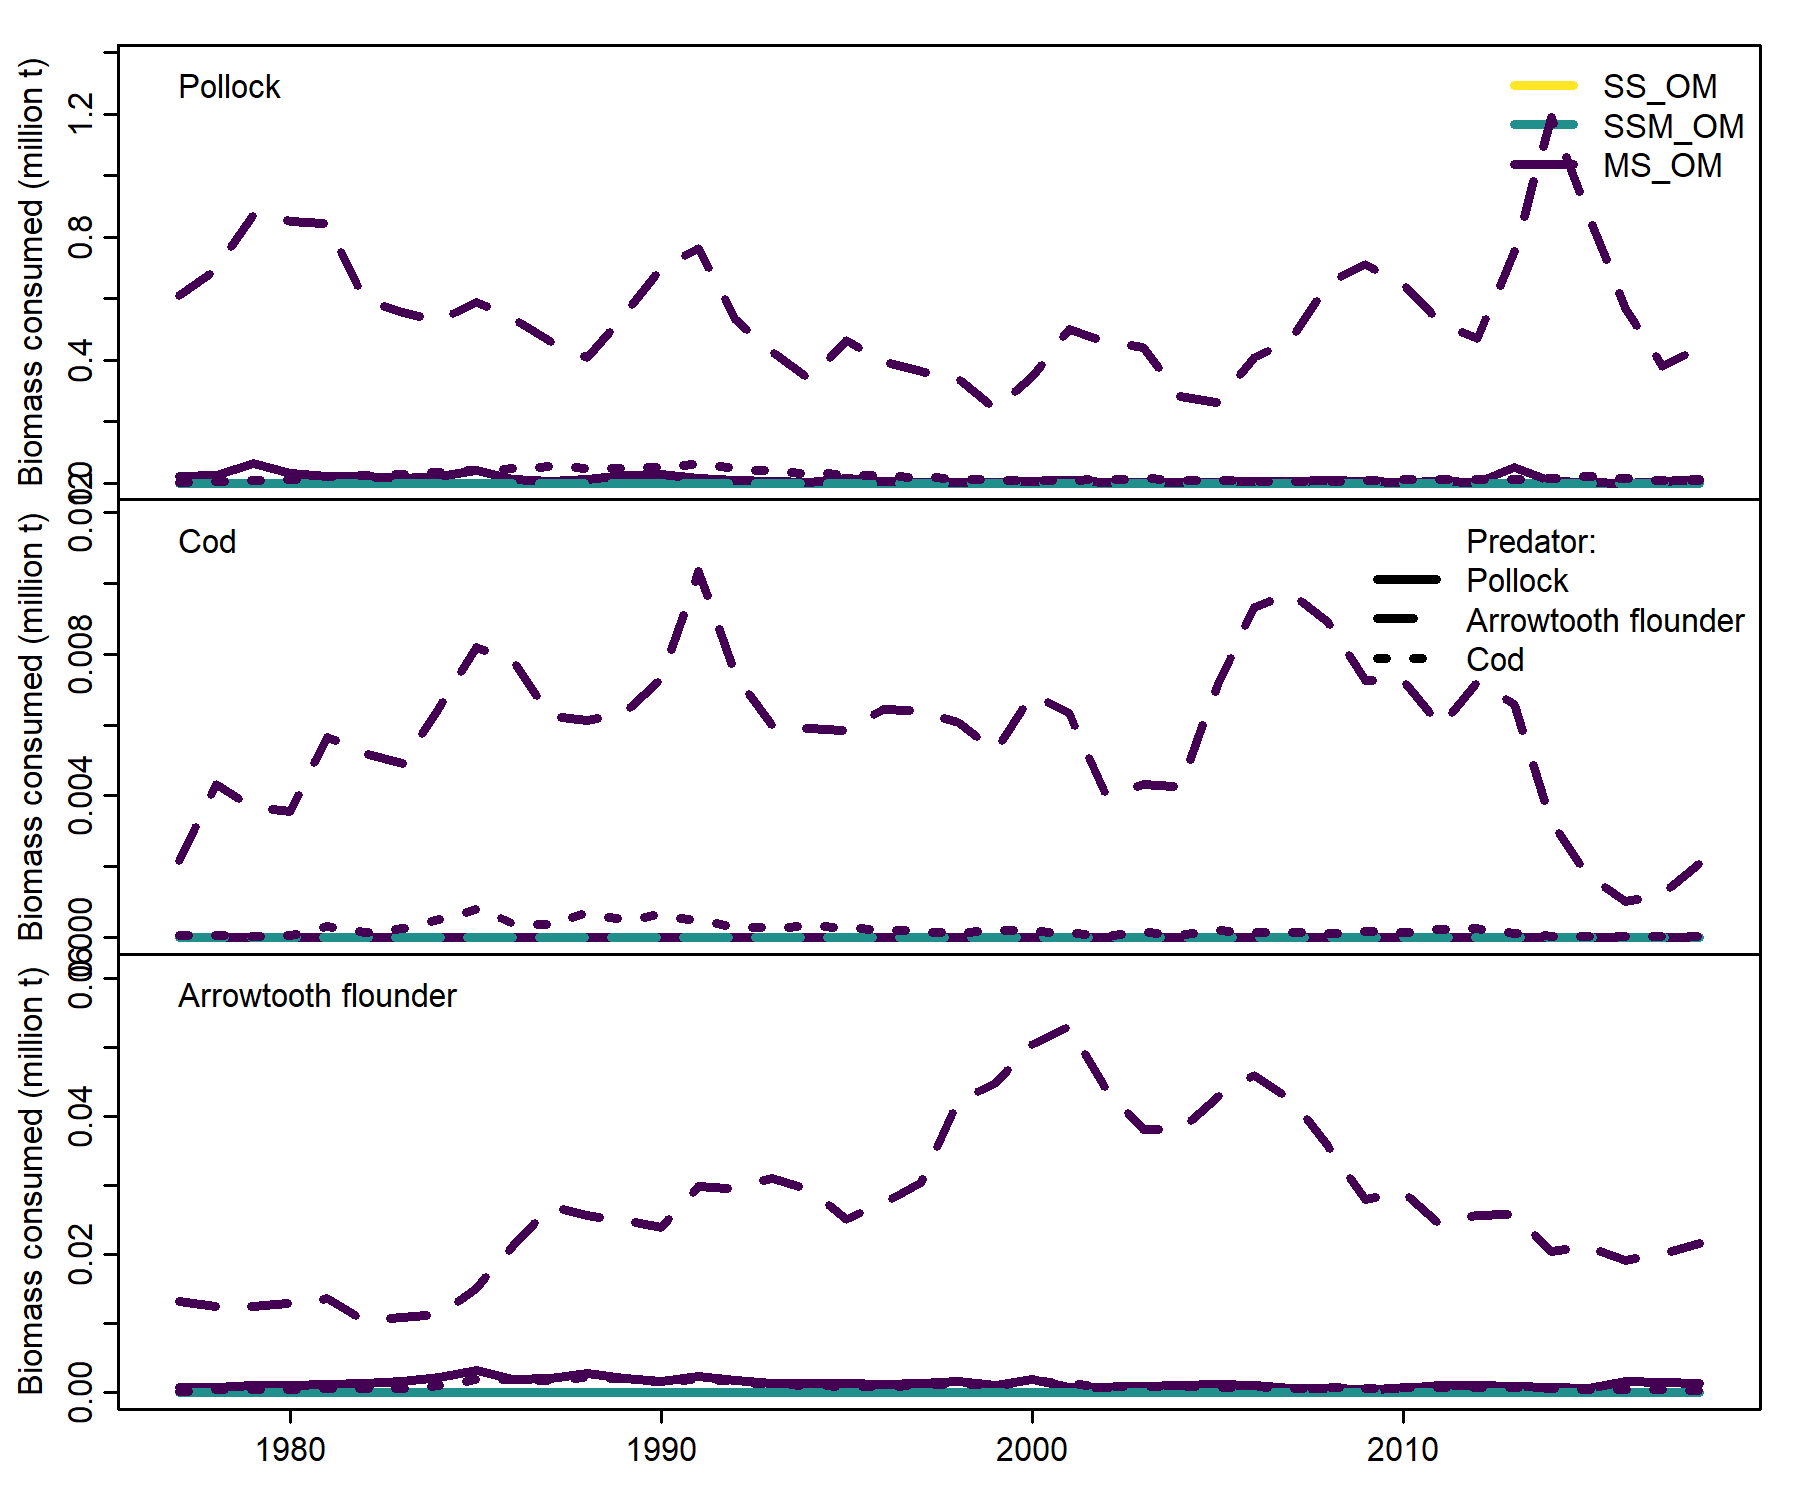 Pollock
SS_OM
SSM_OM
MS_OM
Biomass consumed (million t)
1.2
0.8
0.4
Cod
Predator:
Pollock
Arrowtooth flounder
Cod
Biomass consumed (million t)
0.008
0.004
Arrowtooth flounder
Biomass consumed (million t)
0.04
0.02
0.00
1980
1990
2000
2010